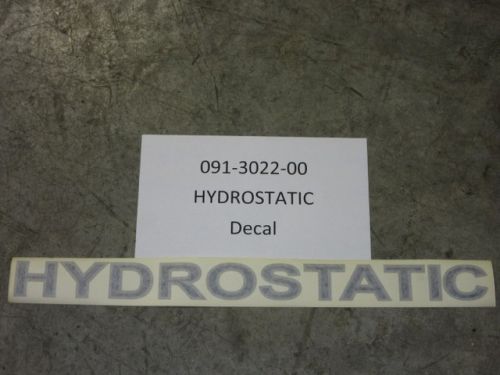 091-3022-00
HYDROSTATIC
Decal
HYDROSTATIC